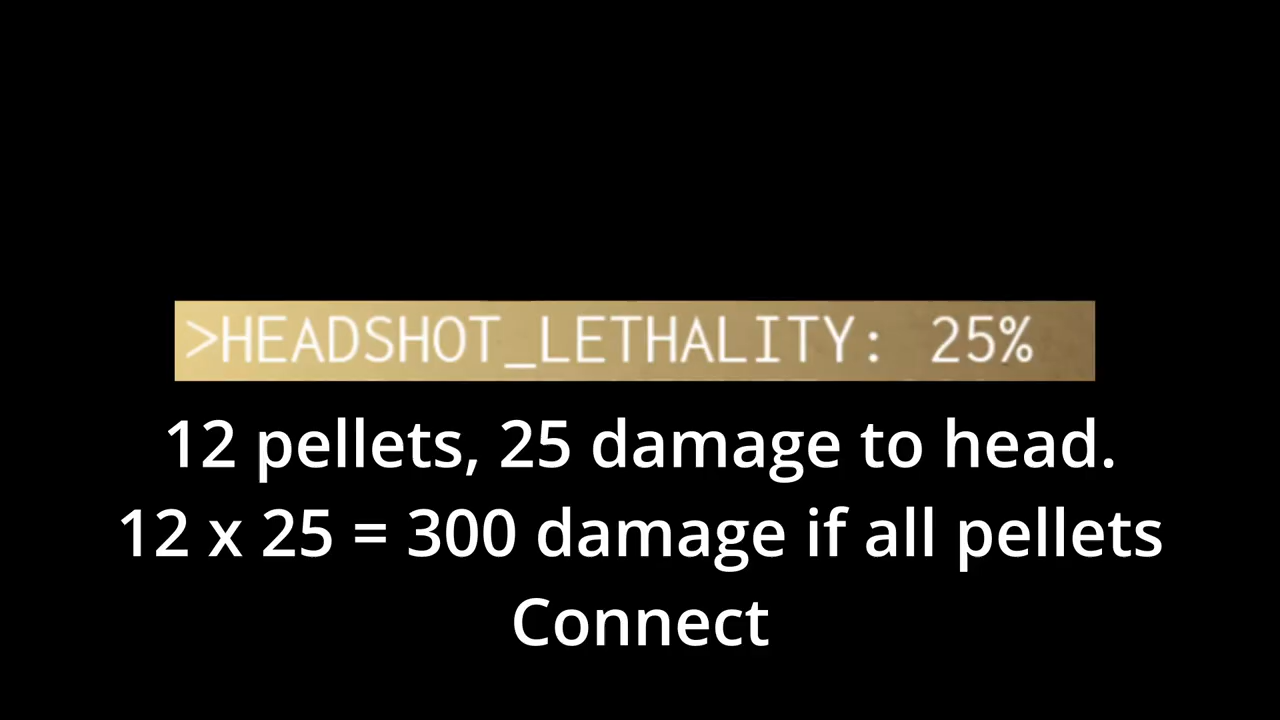 >HEADSHOT_LETHALITY: 25%
12 pellets, 25 damage to head.
12 x 25 = 300 damage if all pellets
Connect